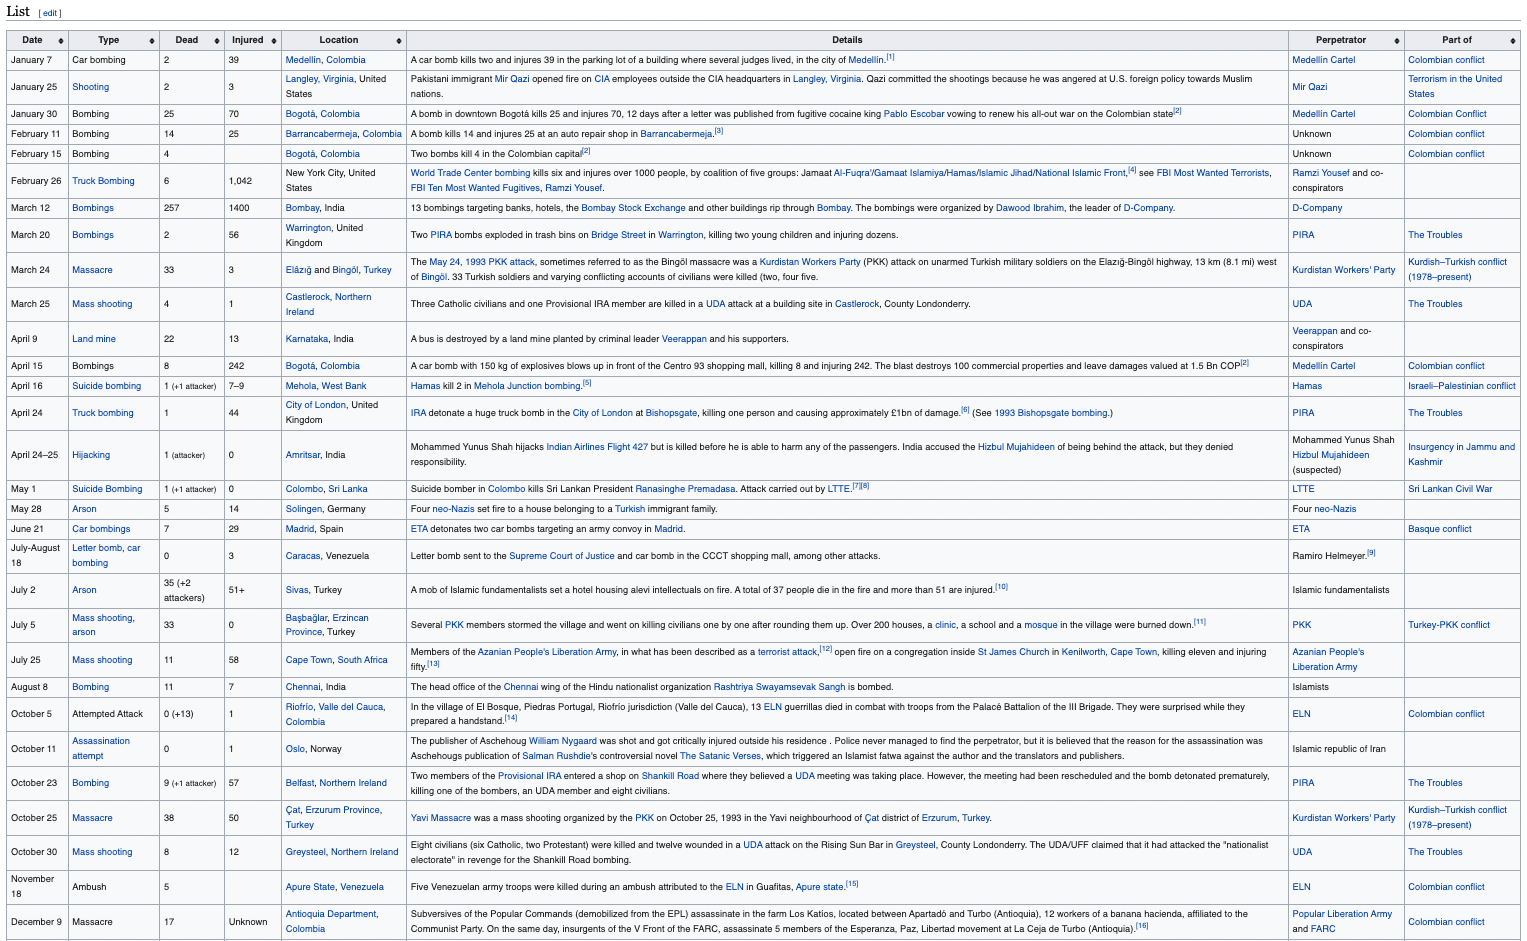 List [ edit ]
Date Type Dead Injured Location Details Perpetrator Part of
January 7 Car bombing 2 39 Medellín, Colombia A car bomb kills two and injures 39 in the parking lot of a building where several judges lived, in the city of Medellín.[1] Medellín Cartel Colombian conflict
January 25 Shooting 2 3 Langley, Virginia, United
States Pakistani immigrant Mir Qazi opened fire on CIA employees outside the CIA headquarters in Langley, Virginia. Qazi committed the shootings because he was angered at U.S. foreign policy towards Muslim
nations. Mir Qazi Terrorism in the United
States
January 30 Bombing 25 70 Bogotá, Colombia A bomb in downtown Bogotá kills 25 and injures 70, 12 days after a letter was published from fugitive cocaine king Pablo Escobar vowing to renew his all-out war on the Colombian state[2] Medellín Cartel Colombian Conflict
February 11 Bombing 14 25 Barrancabermeja, Colombia A bomb kills 14 and injures 25 at an auto repair shop in Barrancabermeja.[3] Unknown Colombian conflict
February 15 Bombing 4 Bogotá, Colombia Two bombs kill 4 in the Colombian capital[2] Unknown Colombian conflict
February 26 Truck Bombing 6 1,042 New York City, United
States World Trade Center bombing kills six and injures over 1000 people, by coalition of five groups: Jamaat Al-Fuqra'/Gamaat Islamiya/Hamas/Islamic Jihad/National Islamic Front,[4] see FBI Most Wanted Terrorists,
FBI Ten Most Wanted Fugitives, Ramzi Yousef. Ramzi Yousef and co-
conspirators
March 12 Bombings 257 1400 Bombay, India 13 bombings targeting banks, hotels, the Bombay Stock Exchange and other buildings rip through Bombay. The bombings were organized by Dawood Ibrahim, the leader of D-Company. D-Company
March 20 Bombings 2 56 Warrington, United
Kingdom Two PIRA bombs exploded in trash bins on Bridge Street in Warrington, killing two young children and injuring dozens. PIRA The Troubles
March 24 Massacre 33 3 Elâzığ and Bingöl, Turkey The May 24, 1993 PKK attack, sometimes referred to as the Bingöl massacre was a Kurdistan Workers Party (PKK) attack on unarmed Turkish military soldiers on the Elazığ-Bingöl highway, 13 km (8.1 mi) west
of Bingöl. 33 Turkish soldiers and varying conflicting accounts of civilians were killed (two, four five. Kurdistan Workers' Party Kurdish–Turkish conflict
(1978–present)
March 25 Mass shooting 4 1 Castlerock, Northern
Ireland Three Catholic civilians and one Provisional IRA member are killed in a UDA attack at a building site in Castlerock, County Londonderry. UDA The Troubles
April 9 Land mine 22 13 Karnataka, India A bus is destroyed by a land mine planted by criminal leader Veerappan and his supporters. Veerappan and co-
conspirators
April 15 Bombings 8 242 Bogotá, Colombia A car bomb with 150 kg of explosives blows up in front of the Centro 93 shopping mall, killing 8 and injuring 242. The blast destroys 100 commercial properties and leave damages valued at 1.5 Bn COP[2] Medellín Cartel Colombian conflict
April 16 Suicide bombing 1 (+1 attacker) 7–9 Mehola, West Bank Hamas kill 2 in Mehola Junction bombing.[5] Hamas Israeli–Palestinian conflict
April 24 Truck bombing 1 44 City of London, United
Kingdom IRA detonate a huge truck bomb in the City of London at Bishopsgate, killing one person and causing approximately £1bn of damage.[6] (See 1993 Bishopsgate bombing.) PIRA The Troubles
April 24–25 Hijacking 1 (attacker) 0 Amritsar, India Mohammed Yunus Shah hijacks Indian Airlines Flight 427 but is killed before he is able to harm any of the passengers. India accused the Hizbul Mujahideen of being behind the attack, but they denied
responsibility. Mohammed Yunus Shah
Hizbul Mujahideen
(suspected) Insurgency in Jammu and
Kashmir
May 1 Suicide Bombing 1 (+1 attacker) 0 Colombo, Sri Lanka Suicide bomber in Colombo kills Sri Lankan President Ranasinghe Premadasa. Attack carried out by LTTE.[7][8] LTTE Sri Lankan Civil War
May 28 Arson 5 14 Solingen, Germany Four neo-Nazis set fire to a house belonging to a Turkish immigrant family. Four neo-Nazis
June 21 Car bombings 7 29 Madrid, Spain ETA detonates two car bombs targeting an army convoy in Madrid. ETA Basque conflict
July-August
18 Letter bomb, car
bombing 0 3 Caracas, Venezuela Letter bomb sent to the Supreme Court of Justice and car bomb in the CCCT shopping mall, among other attacks. Ramiro Helmeyer.[9]
July 2 Arson 35 (+2
attackers) 51+ Sivas, Turkey A mob of Islamic fundamentalists set a hotel housing alevi intellectuals on fire. A total of 37 people die in the fire and more than 51 are injured.[10] Islamic fundamentalists
July 5 Mass shooting,
arson 33 0 Başbağlar, Erzincan
Province, Turkey Several PKK members stormed the village and went on killing civilians one by one after rounding them up. Over 200 houses, a clinic, a school and a mosque in the village were burned down.[11] PKK Turkey-PKK conflict
July 25 Mass shooting 11 58 Cape Town, South Africa Members of the Azanian People's Liberation Army, in what has been described as a terrorist attack,[12] open fire on a congregation inside St James Church in Kenilworth, Cape Town, killing eleven and injuring
fifty.[13] Azanian People's
Liberation Army
August 8 Bombing 11 7 Chennai, India The head office of the Chennai wing of the Hindu nationalist organization Rashtriya Swayamsevak Sangh is bombed. Islamists
October 5 Attempted Attack 0 (+13) 1 Riofrío, Valle del Cauca,
Colombia In the village of El Bosque, Piedras Portugal, Riofrío jurisdiction (Valle del Cauca), 13 ELN guerrillas died in combat with troops from the Palacé Battalion of the III Brigade. They were surprised while they
prepared a handstand.[14] ELN Colombian conflict
October 11 Assassination
attempt 0 1 Oslo, Norway The publisher of Aschehoug William Nygaard was shot and got critically injured outside his residence . Police never managed to find the perpetrator, but it is believed that the reason for the assassination was
Aschehougs publication of Salman Rushdie's controversial novel The Satanic Verses, which triggered an Islamist fatwa against the author and the translators and publishers. Islamic republic of Iran
October 23 Bombing 9 (+1 attacker) 57 Belfast, Northern Ireland Two members of the Provisional IRA entered a shop on Shankill Road where they believed a UDA meeting was taking place. However, the meeting had been rescheduled and the bomb detonated prematurely,
killing one of the bombers, an UDA member and eight civilians. PIRA The Troubles
October 25 Massacre 38 50 Çat, Erzurum Province,
Turkey Yavi Massacre was a mass shooting organized by the PKK on October 25, 1993 in the Yavi neighbourhood of Çat district of Erzurum, Turkey. Kurdistan Workers' Party Kurdish–Turkish conflict
(1978–present)
October 30 Mass shooting 8 12 Greysteel, Northern Ireland Eight civilians (six Catholic, two Protestant) were killed and twelve wounded in a UDA attack on the Rising Sun Bar in Greysteel, County Londonderry. The UDA/UFF claimed that it had attacked the "nationalist
electorate" in revenge for the Shankill Road bombing. UDA The Troubles
November
18 Ambush 5 Apure State, Venezuela Five Venezuelan army troops were killed during an ambush attributed to the ELN in Guafitas, Apure state.[15] ELN Colombian conflict
December 9 Massacre 17 Unknown Antioquia Department,
Colombia Subversives of the Popular Commands (demobilized from the EPL) assassinate in the farm Los Katíos, located between Apartadó and Turbo (Antioquia), 12 workers of a banana hacienda, affiliated to the
Communist Party. On the same day, insurgents of the V Front of the FARC, assassinate 5 members of the Esperanza, Paz, Libertad movement at La Ceja de Turbo (Antioquia).[16] Popular Liberation Army
and FARC Colombian conflict